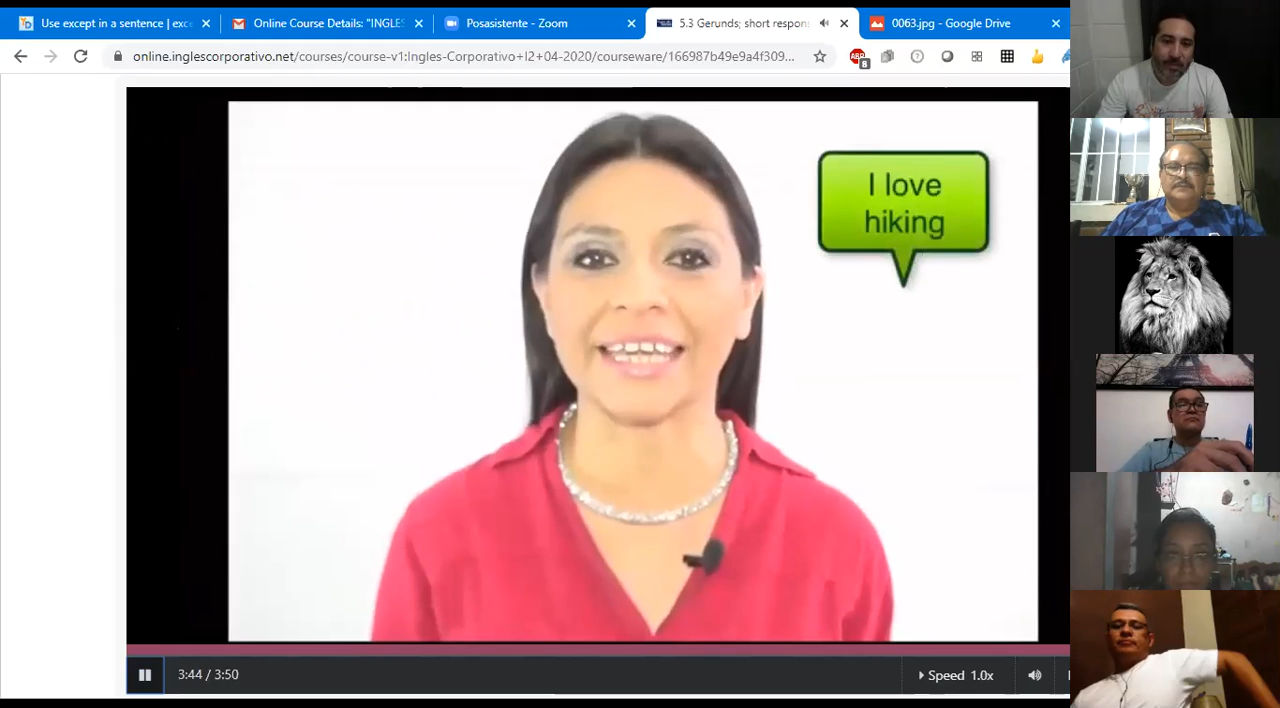 Use except in a sentence | exc
Online Course Details: "INGLES
Posasistente - Zoom
5.3 Gerunds; short respon
0063.jpg - Google Drive
online.inglescorporativo.net/courses/course-v1:Ingles-Corporativo+I2+04-2020/courseware/166987b49e9a4f309...
8
I love
hiking
3:44 / 3:50
Speed 1.0x